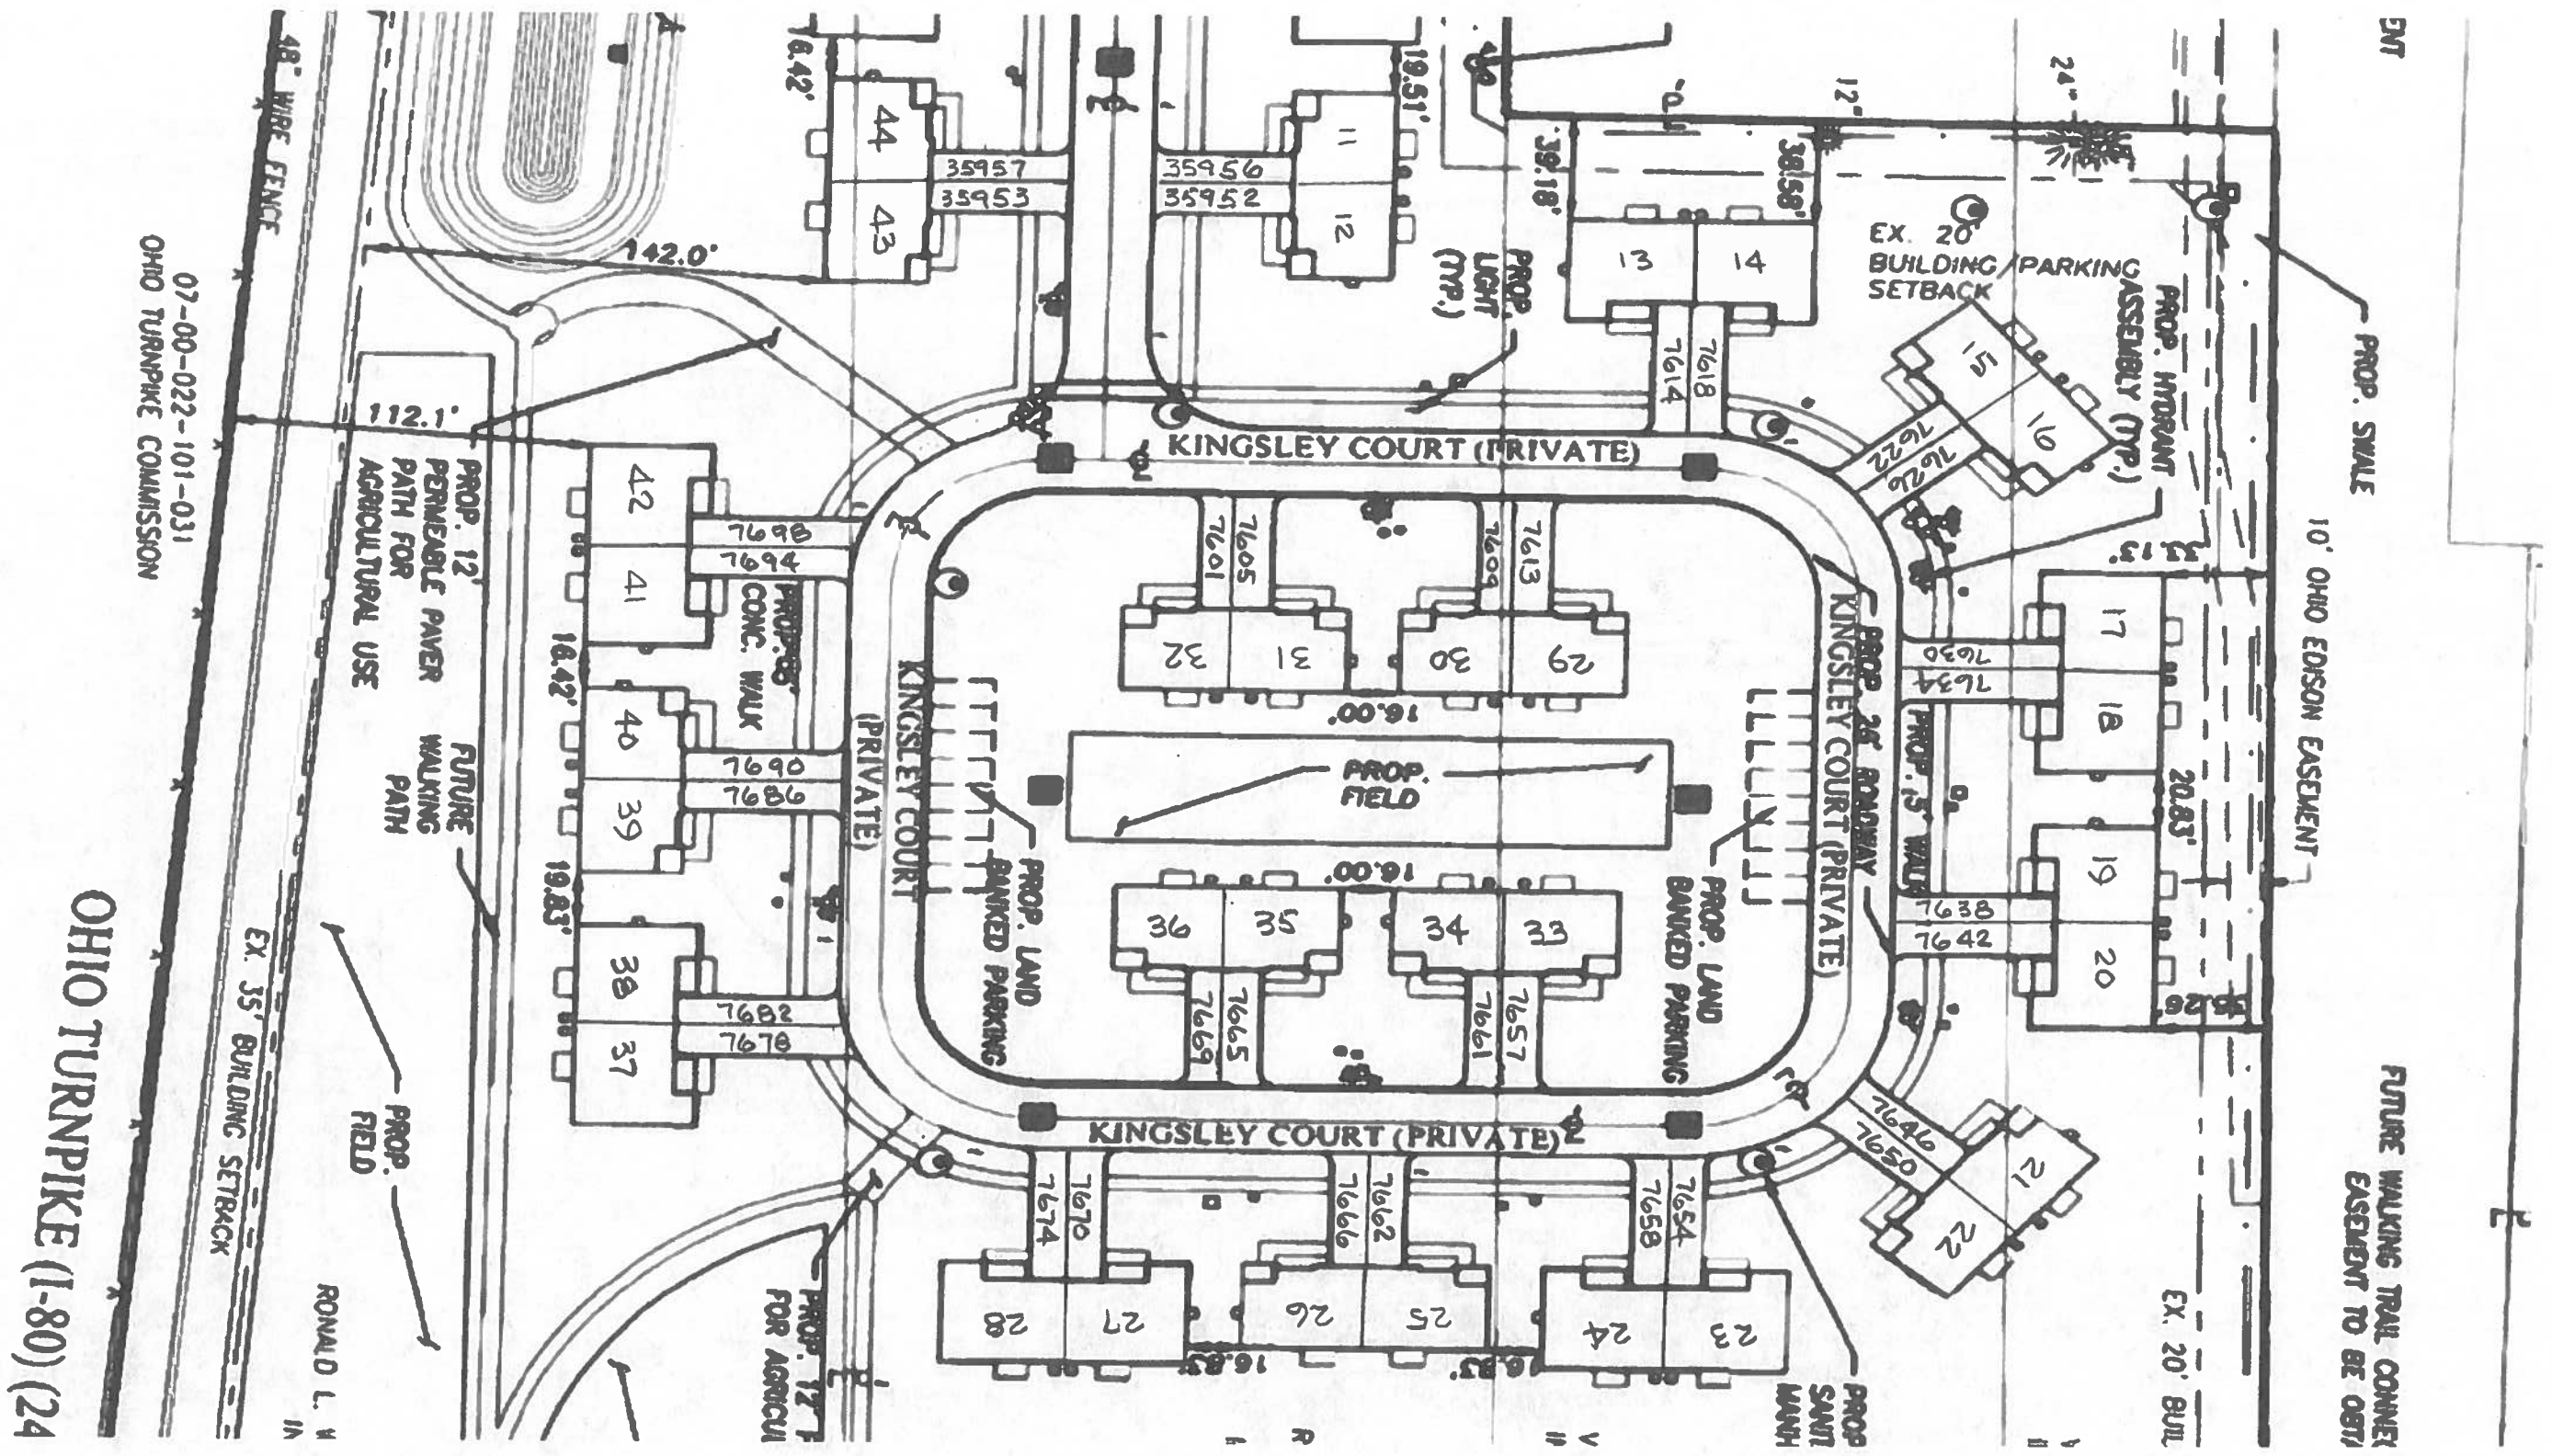 ENT
48" WIRE FENCE
16.42'
19.51'
12"
24"
44
43
35957
35953
35956
35952
11
12
39.18'
38.58'
13
14
7614
7618
PROP.
LIGHT
(TYP.)
EX. 20'
BUILDING/PARKING
SETBACK
PROP. HYDRANT
ASSEMBLY (TYP.)
PROP. SWALE
10' OHIO EDISON EASEMENT
142.0'
112.1'
07-00-022-101-031
OHIO TURNPIKE COMMISSION
PROP. 12'
PERMEABLE PAVER
PATH FOR
AGRICULTURAL USE
FUTURE
WALKING
PATH
KINGSLEY COURT (PRIVATE)
15
16
7622
7626
42
41
7698
7694
CONC. WALK
16.42'
40
39
7690
7686
19.83'
38
37
7682
7678
KINGSLEY COURT
(PRIVATE)
7601
7605
7609
7613
32
31
30
29
16.00'
PROP.
FIELD
16.00'
36
35
34
33
7669
7665
7661
7657
PROP. LAND
BANKED PARKING
PROP. LAND
BANKED PARKING
KINGSLEY COURT (PRIVATE)
PROP. 26' ROADWAY
PROP. 5' WALK
17
18
7630
7634
20.83'
19
20
7638
7642
KINGSLEY COURT (PRIVATE)
7646
7650
21
22
7674
7670
7666
7662
7658
7654
28
27
26
25
24
23
16.83'
16.83'
PROP. 12' P
FOR AGRICUL
PROP
SANIT
MANH
EX. 20' BUIL
FUTURE WALKING TRAIL CONNE
EASEMENT TO BE OBT
EX. 35' BUILDING SETBACK
PROP.
FIELD
RONALD L.
OHIO TURNPIKE (I-80) (24